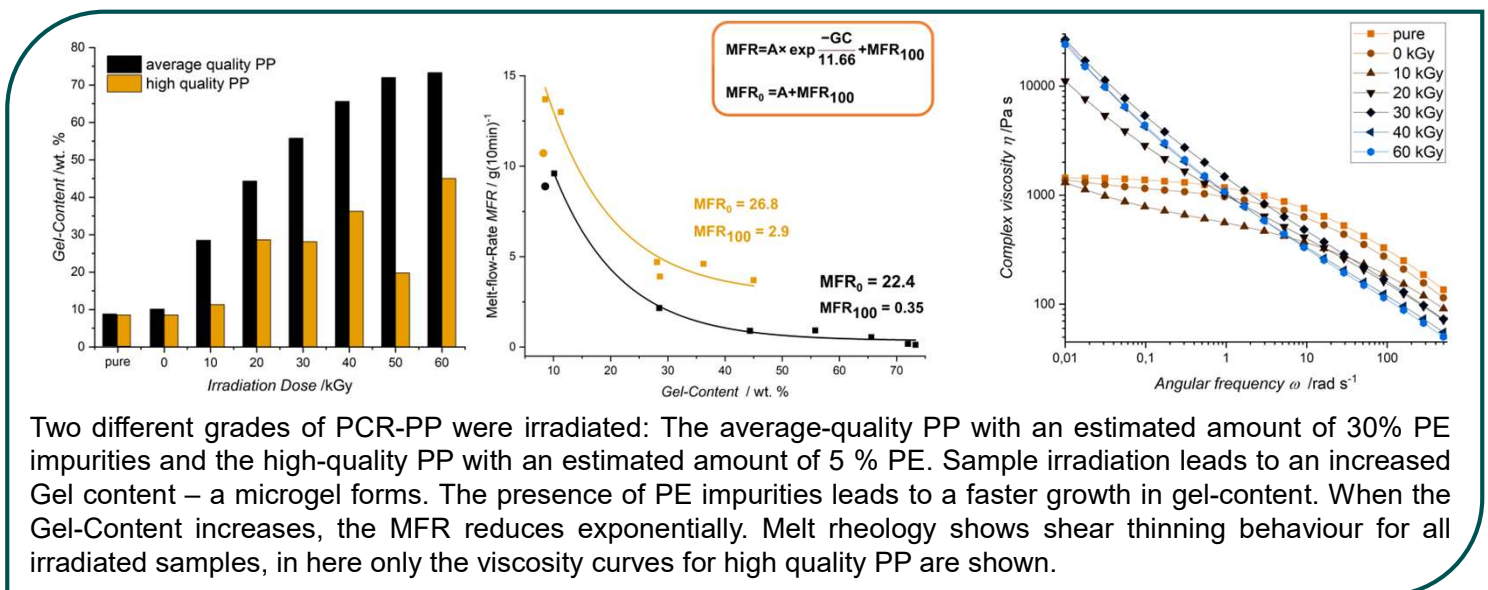 average quality PP
high quality PP
Gel-Content /wt. %
80
70
60
50
40
30
20
10
0
pure 0 10 20 30 40 50 60
Irradiation Dose /kGy
MFR=A× exp −GC/11.66 +MFR100
MFR0 =A+MFR100
Melt-flow-Rate MFR / g(10min)-1
15
10
5
0
MFR0 = 26.8
MFR100 = 2.9
MFR0 = 22.4
MFR100 = 0.35
10 20 30 40 50 60 70
Gel-Content / wt. %
pure
0 kGy
10 kGy
20 kGy
30 kGy
40 kGy
60 kGy
Complex viscosity η /Pa s
10000
1000
100
0,01 0,1 1 10 100
Angular frequency ω /rad s-1
Two different grades of PCR-PP were irradiated: The average-quality PP with an estimated amount of 30% PE
impurities and the high-quality PP with an estimated amount of 5 % PE. Sample irradiation leads to an increased
Gel content – a microgel forms. The presence of PE impurities leads to a faster growth in gel-content. When the
Gel-Content increases, the MFR reduces exponentially. Melt rheology shows shear thinning behaviour for all
irradiated samples, in here only the viscosity curves for high quality PP are shown.